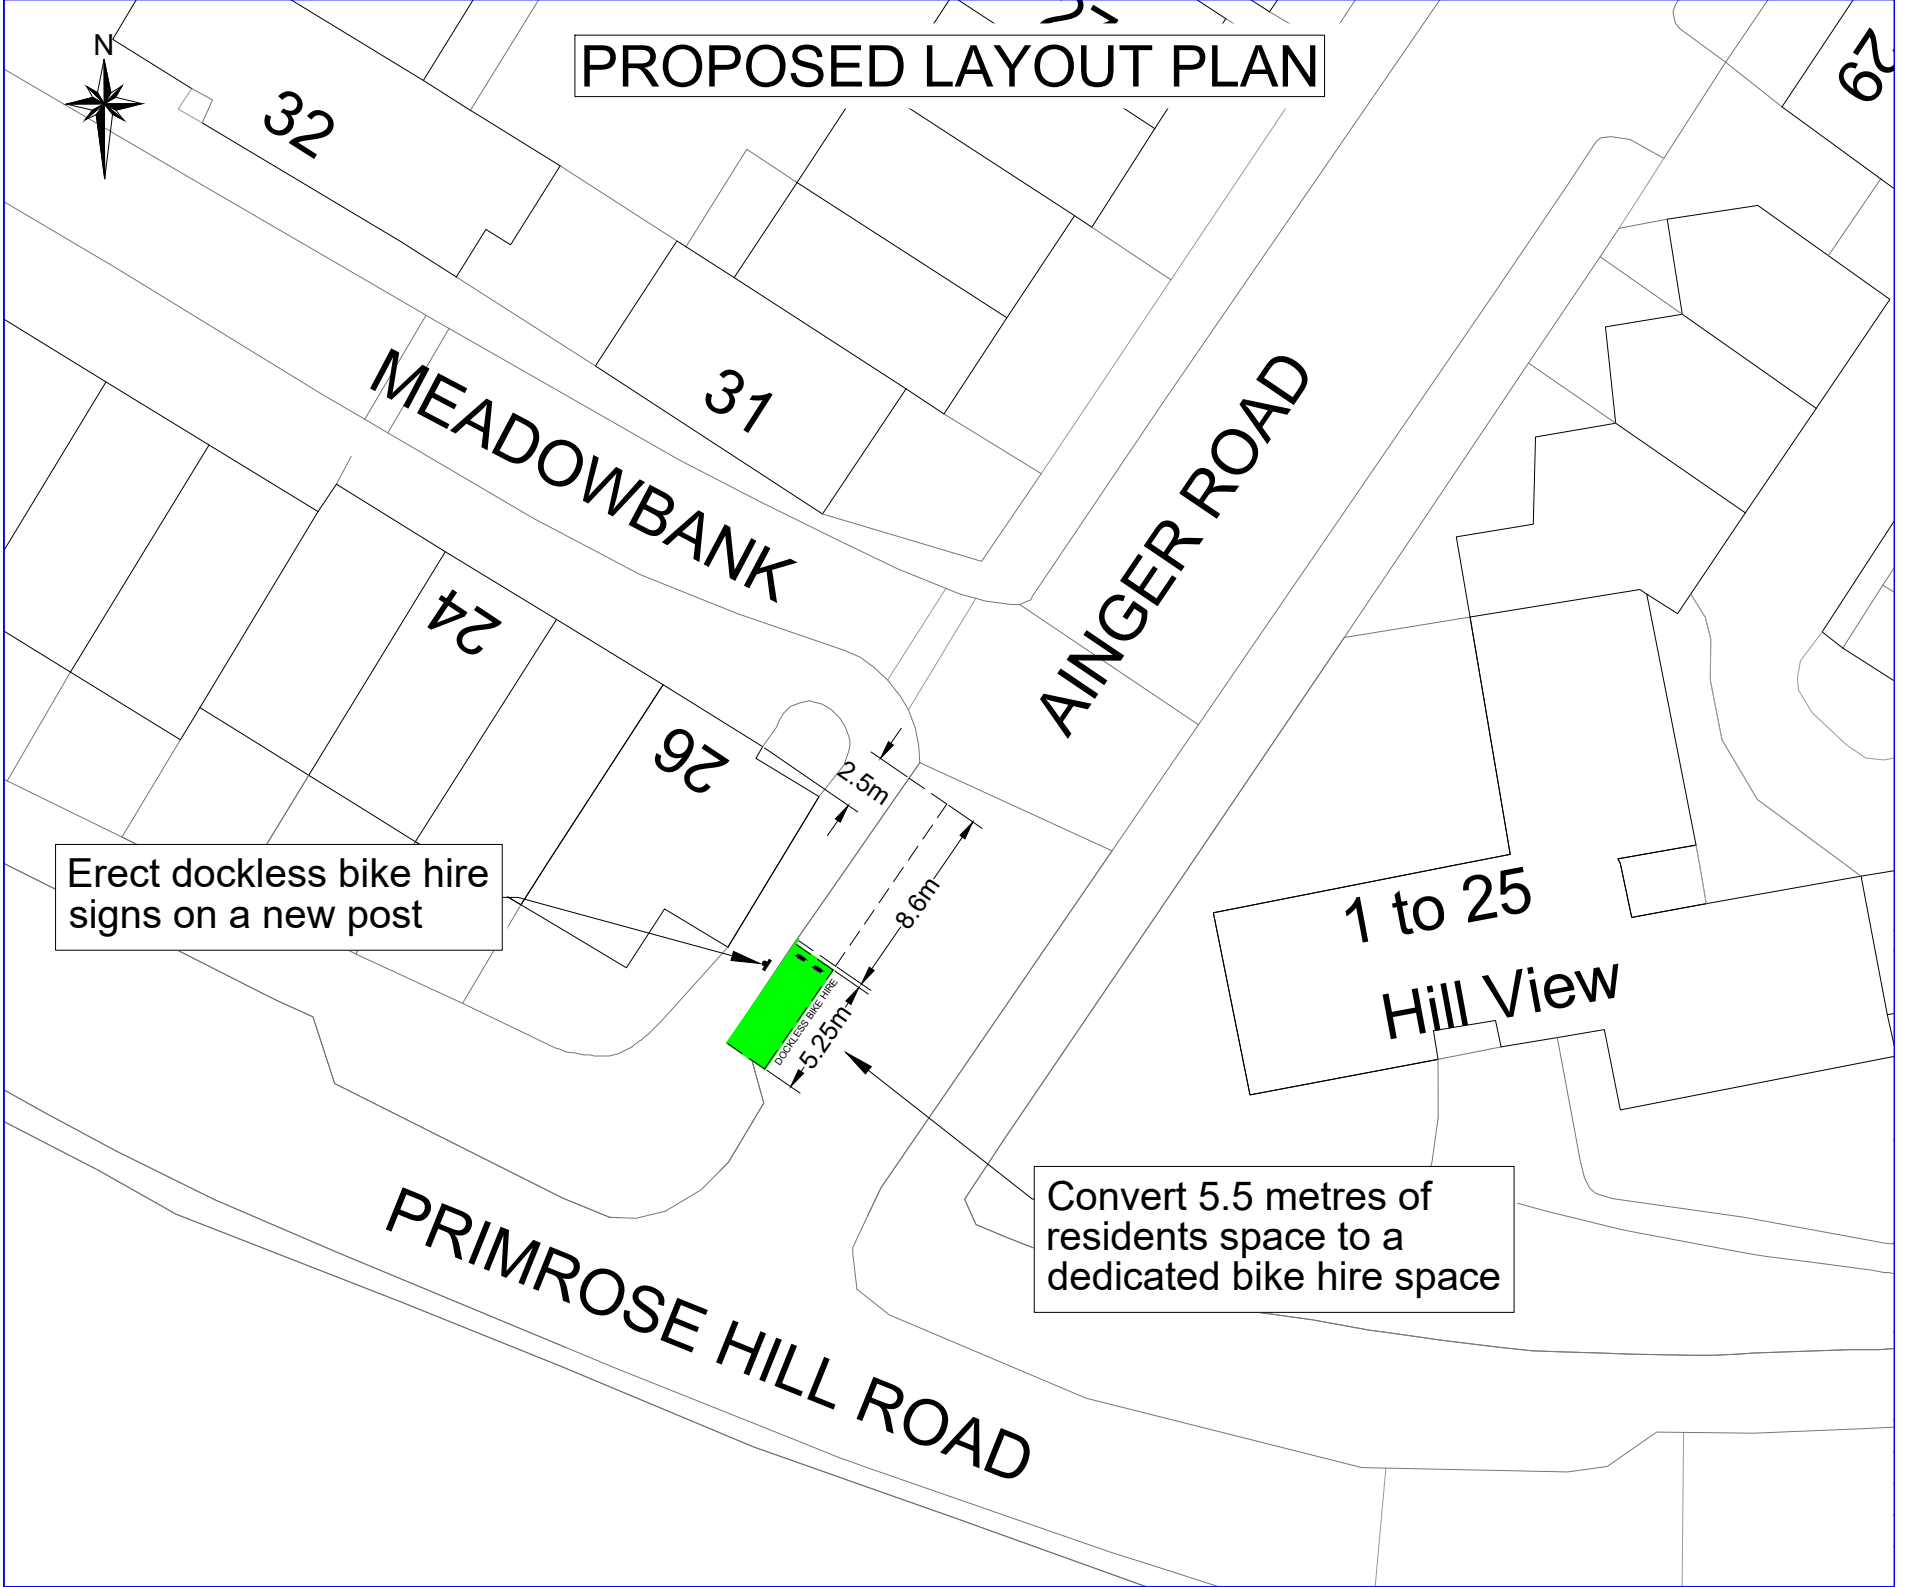 PROPOSED LAYOUT PLAN
N
32
29
31
MEADOWBANK
AINGER ROAD
24
26
2.5m
8.6m
Erect dockless bike hire
signs on a new post
DOCKLESS BIKE HIRE
5.25m
1 to 25
Hill View
Convert 5.5 metres of
residents space to a
dedicated bike hire space
PRIMROSE HILL ROAD